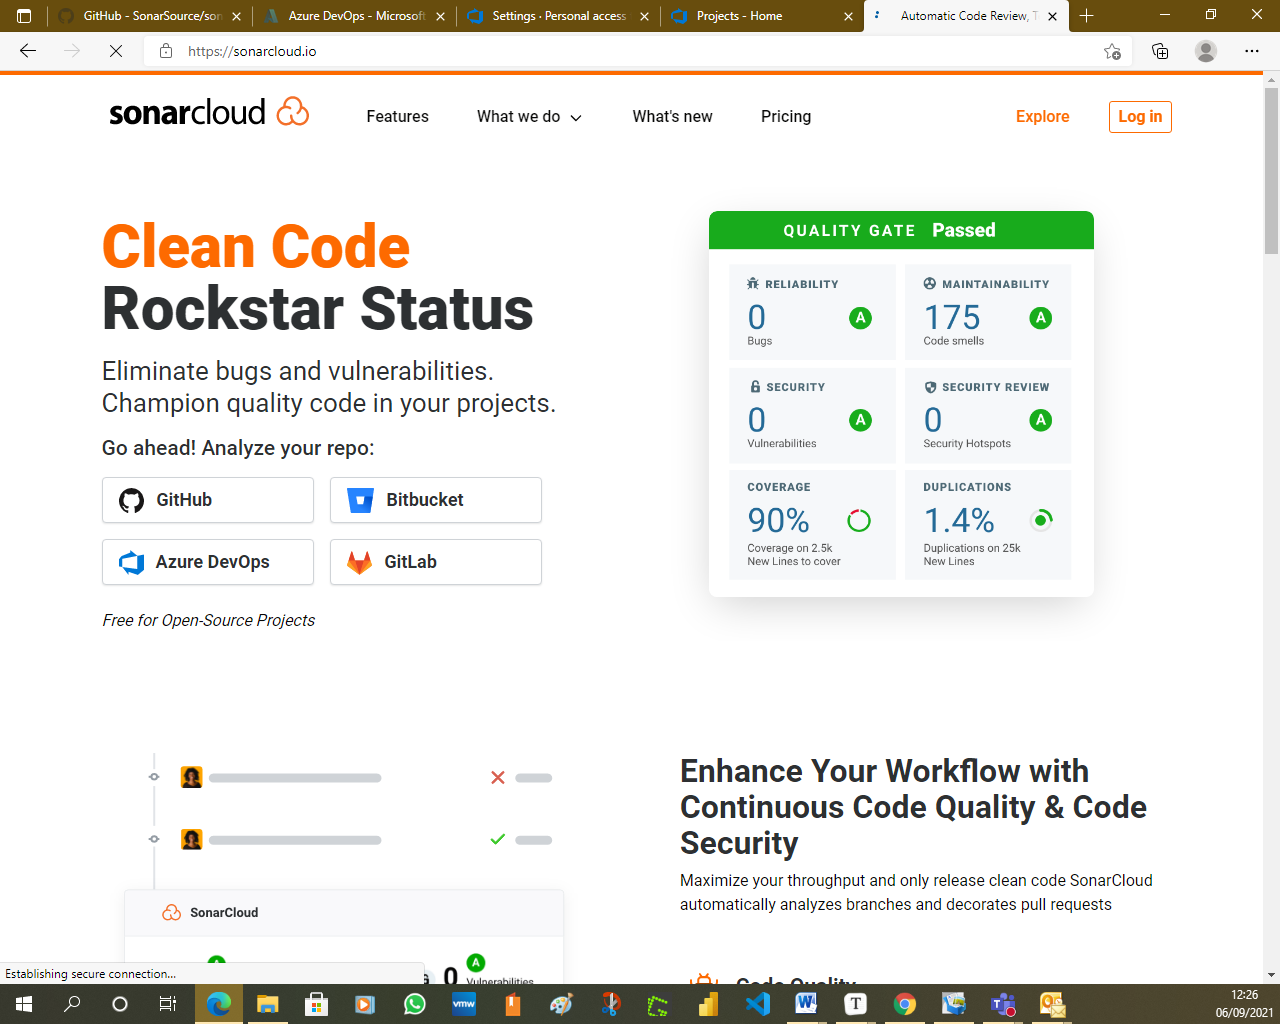 GitHub - SonarSource/son
Azure DevOps - Microsoft
Settings · Personal access
Projects - Home
Automatic Code Review, T
https://sonarcloud.io
sonarcloud
Features
What we do
What's new
Pricing
Explore
Log in
Clean Code
Rockstar Status
Eliminate bugs and vulnerabilities.
Champion quality code in your projects.
Go ahead! Analyze your repo:
GitHub
Bitbucket
Azure DevOps
GitLab
Free for Open-Source Projects
QUALITY GATE Passed
RELIABILITY
0
A
Bugs
MAINTAINABILITY
175
A
Code smells
SECURITY
0
A
Vulnerabilities
SECURITY REVIEW
0
A
Security Hotspots
COVERAGE
90%
Coverage on 2.5k
New Lines to cover
DUPLICATIONS
1.4%
Duplications on 25k
New Lines
Enhance Your Workflow with
Continuous Code Quality & Code
Security
Maximize your throughput and only release clean code SonarCloud
automatically analyzes branches and decorates pull requests
SonarCloud
A
0
Vulnerabilities
Code Quality
Establishing secure connection...
vmw
W
T
12:26
06/09/2021